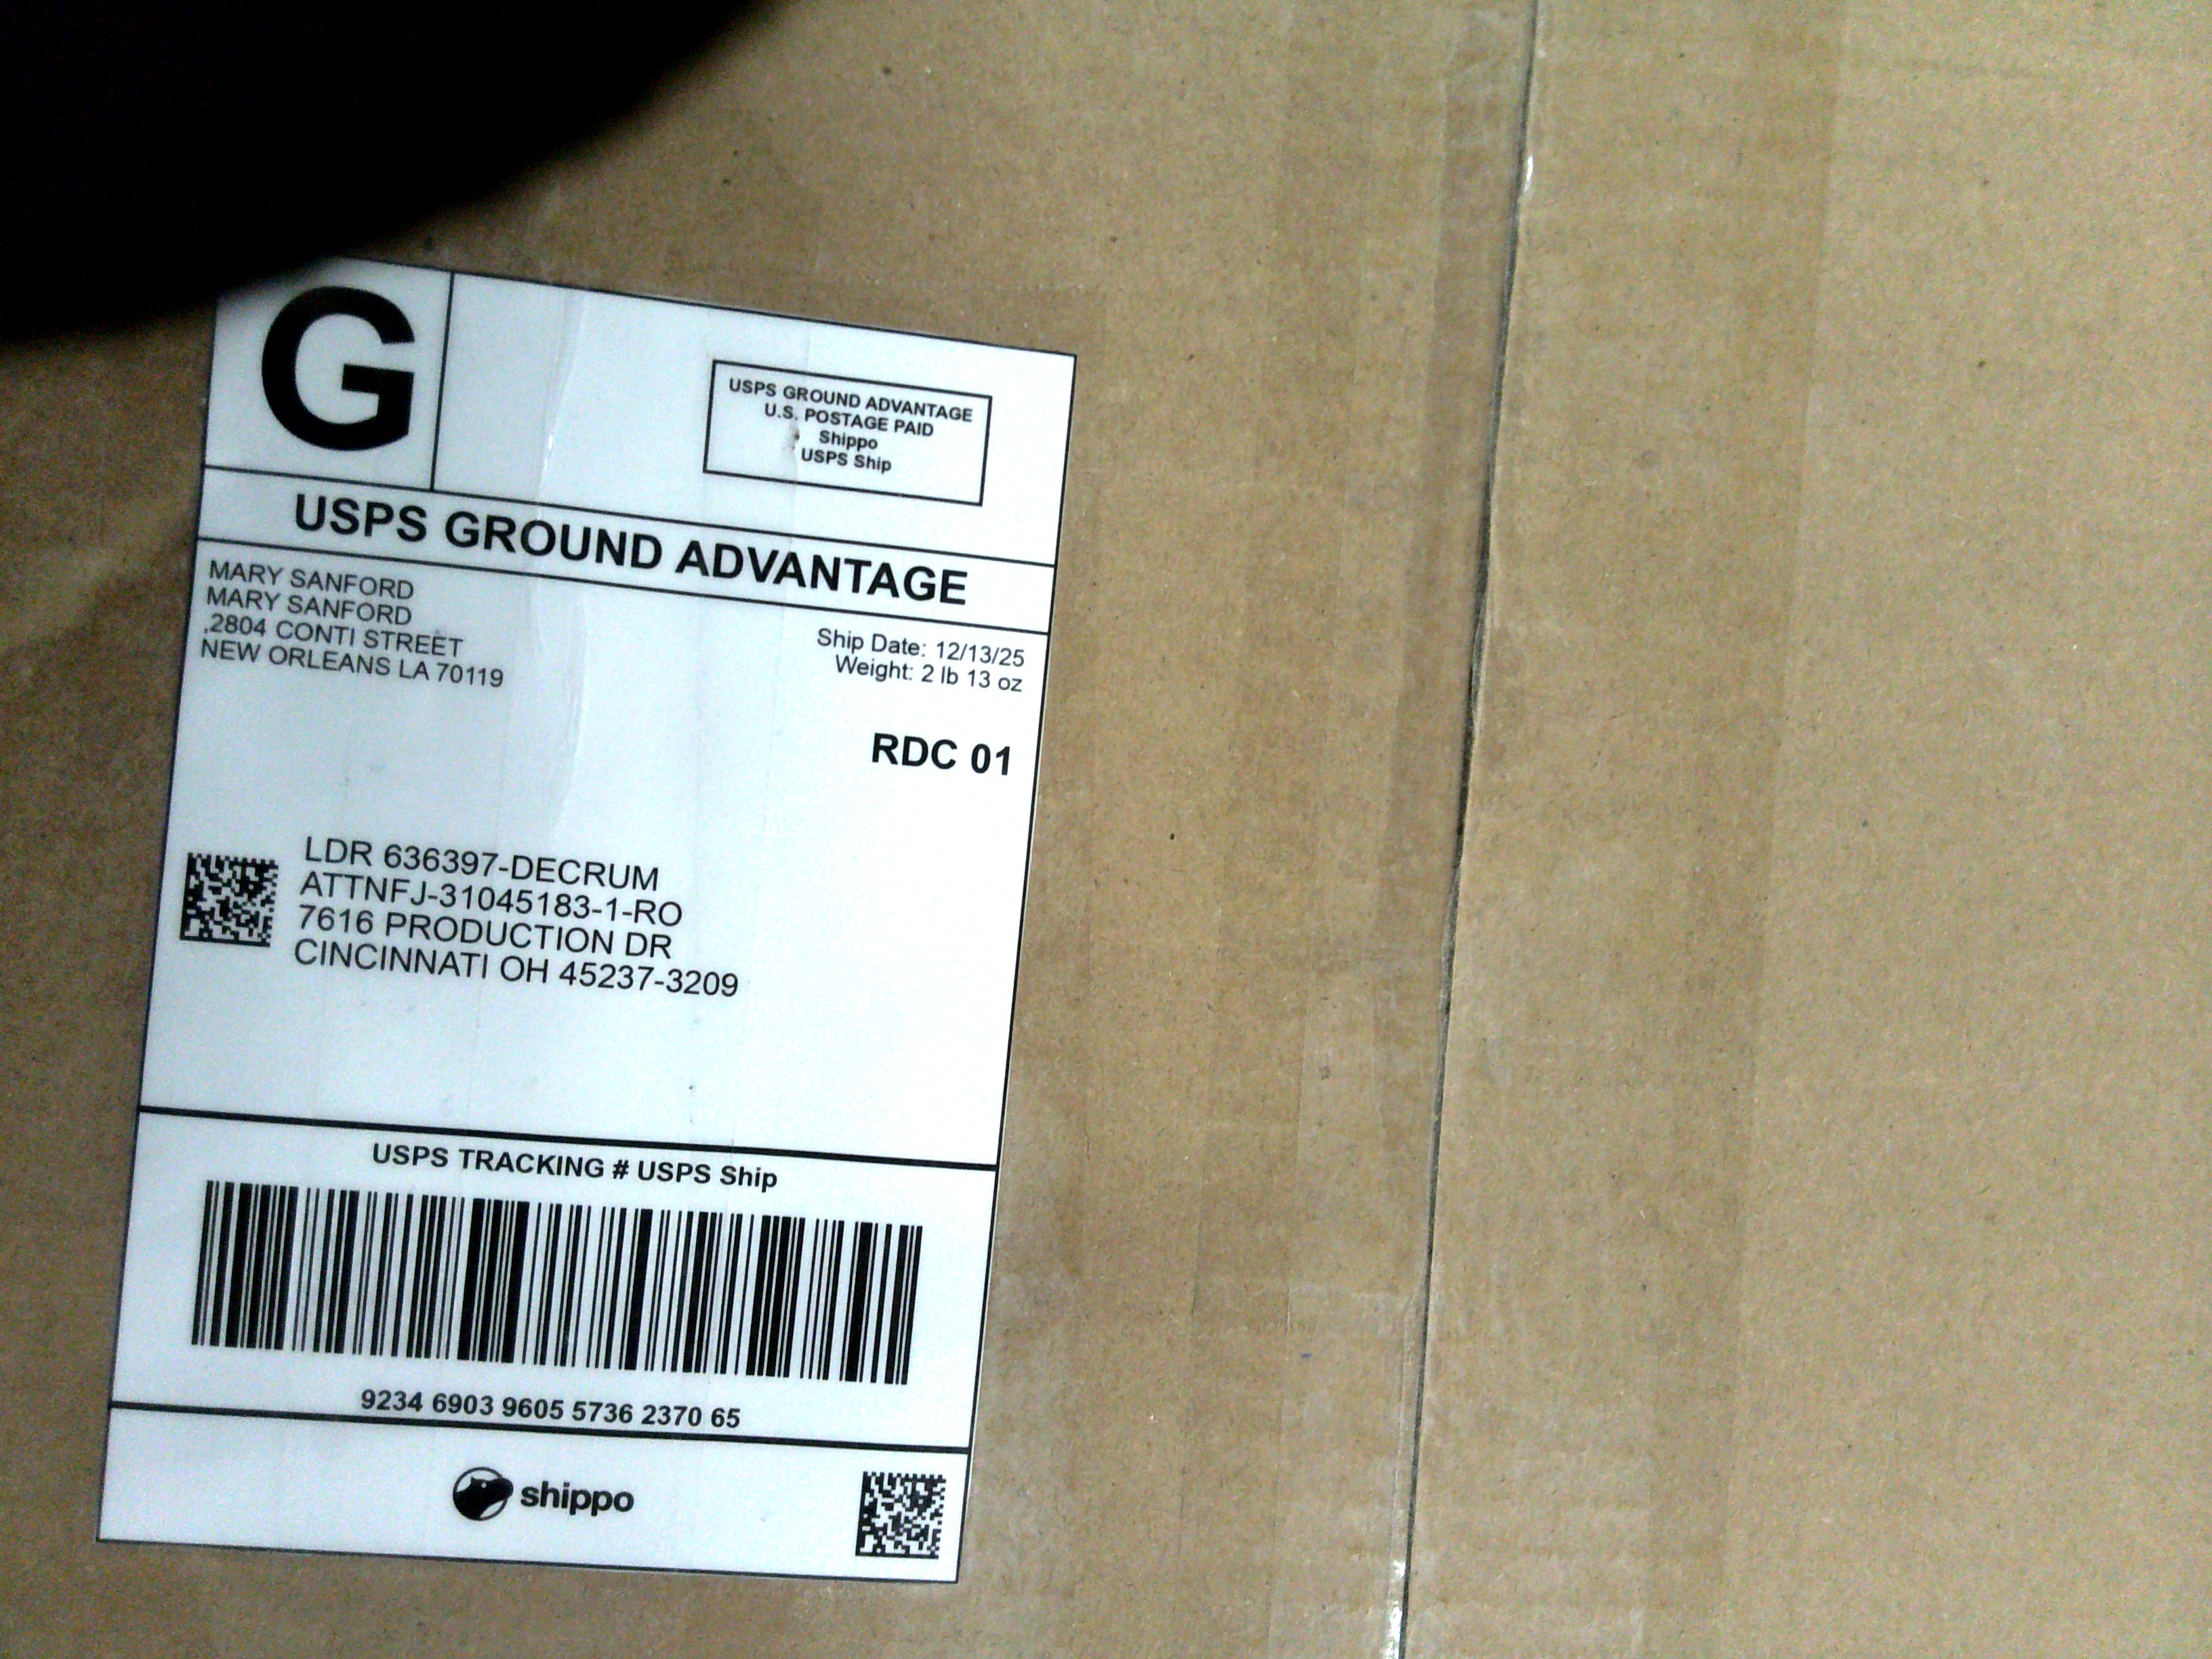 G
USPS GROUND ADVANTAGE
U.S. POSTAGE PAID
Shippo
USPS Ship
USPS GROUND ADVANTAGE
MARY SANFORD
MARY SANFORD
.2804 CONTI STREET
NEW ORLEANS LA 70119
Ship Date: 12/13/25
Weight: 2 lb 13 oz
RDC 01
LDR 636397-DECRUM
ATTNFJ-31045183-1-RO
7616 PRODUCTION DR
CINCINNATI OH 45237-3209
USPS TRACKING # USPS Ship
9234 6903 9605 5736 2370 65
shippo